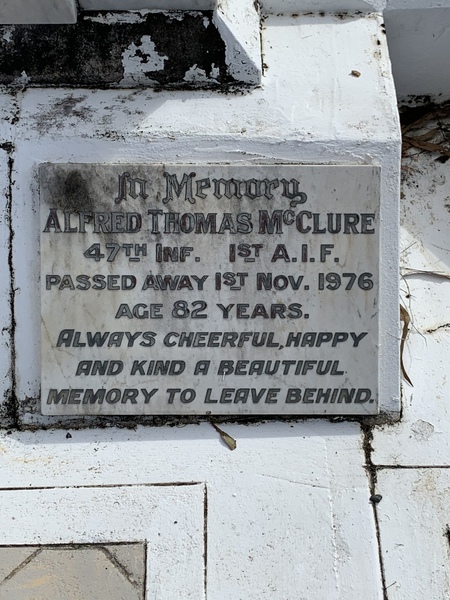 In Memory
ALFRED THOMAS McCLURE
47TH INF. 1ST A.I.F.
PASSED AWAY 1ST NOV. 1976
AGE 82 YEARS.
ALWAYS CHEERFUL, HAPPY
AND KIND A BEAUTIFUL
MEMORY TO LEAVE BEHIND.